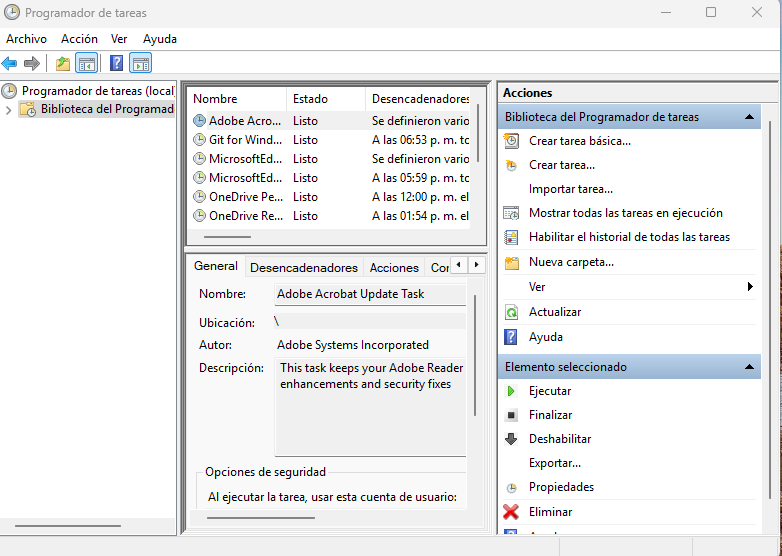 Programador de tareas
Archivo Acción Ver Ayuda
Programador de tareas (local)
Biblioteca del Programad
Nombre Estado Desencadenadores
Adobe Acro... Listo Se definieron vario
Git for Wind... Listo A las 06:53 p. m. to
MicrosoftEd... Listo Se definieron vario
MicrosoftEd... Listo A las 05:59 p. m. to
OneDrive Pe... Listo A las 12:00 p. m. el
OneDrive Re... Listo A las 01:54 p. m. el
General Desencadenadores Acciones Cor
Nombre: Adobe Acrobat Update Task
Ubicación: \
Autor: Adobe Systems Incorporated
Descripción: This task keeps your Adobe Reader
enhancements and security fixes
Opciones de seguridad
Al ejecutar la tarea, usar esta cuenta de usuario:
Acciones
Biblioteca del Programador de tareas
Crear tarea básica...
Crear tarea...
Importar tarea...
Mostrar todas las tareas en ejecución
Habilitar el historial de todas las tareas
Nueva carpeta...
Ver
Actualizar
Ayuda
Elemento seleccionado
Ejecutar
Finalizar
Deshabilitar
Exportar...
Propiedades
Eliminar